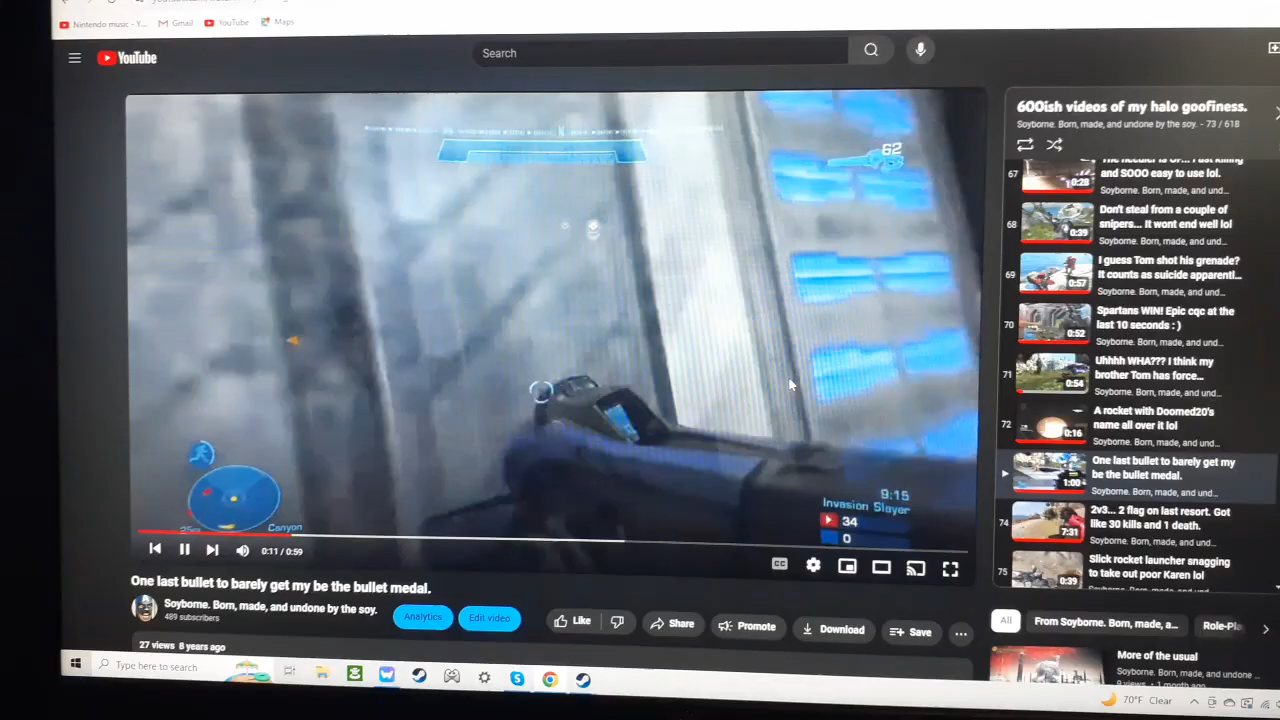 Nintendo music - Y...
Gmail
YouTube
Maps
YouTube
Search
62
N
9:15
Invasion Slayer
34
0
25m
Canyon
0:11 / 0:59
CC
One last bullet to barely get my be the bullet medal.
Soyborne. Born, made, and undone by the soy.
489 subscribers
Analytics
Edit video
Like
Share
Promote
Download
Save
27 views 8 years ago
600ish videos of my halo goofiness.
Soyborne. Born, made, and undone by the soy. - 73 / 618
67
0:28
and SOOO easy to use lol.
Soyborne. Born, made, and und...
68
0:39
Don't steal from a couple of
snipers... It wont end well lol
Soyborne. Born, made, and und...
69
0:57
I guess Tom shot his grenade?
It counts as suicide apparentl...
Soyborne. Born, made, and und...
70
0:52
Spartans WIN! Epic cqc at the
last 10 seconds : )
Soyborne. Born, made, and und...
71
0:54
Uhhhh WHA??? I think my
brother Tom has force...
Soyborne. Born, made, and und...
72
0:16
A rocket with Doomed20's
name all over it lol
Soyborne. Born, made, and und...
1:00
One last bullet to barely get my
be the bullet medal.
Soyborne. Born, made, and und...
74
7:31
2v3... 2 flag on last resort. Got
like 30 kills and 1 death.
Soyborne. Born, made, and und...
75
0:39
Slick rocket launcher snagging
to take out poor Karen lol
Soyborne. Born, made, and und...
All
From Soyborne. Born, made, a...
Role-Pla
More of the usual
Soyborne. Born, made, and undone ...
Type here to search
70°F Clear